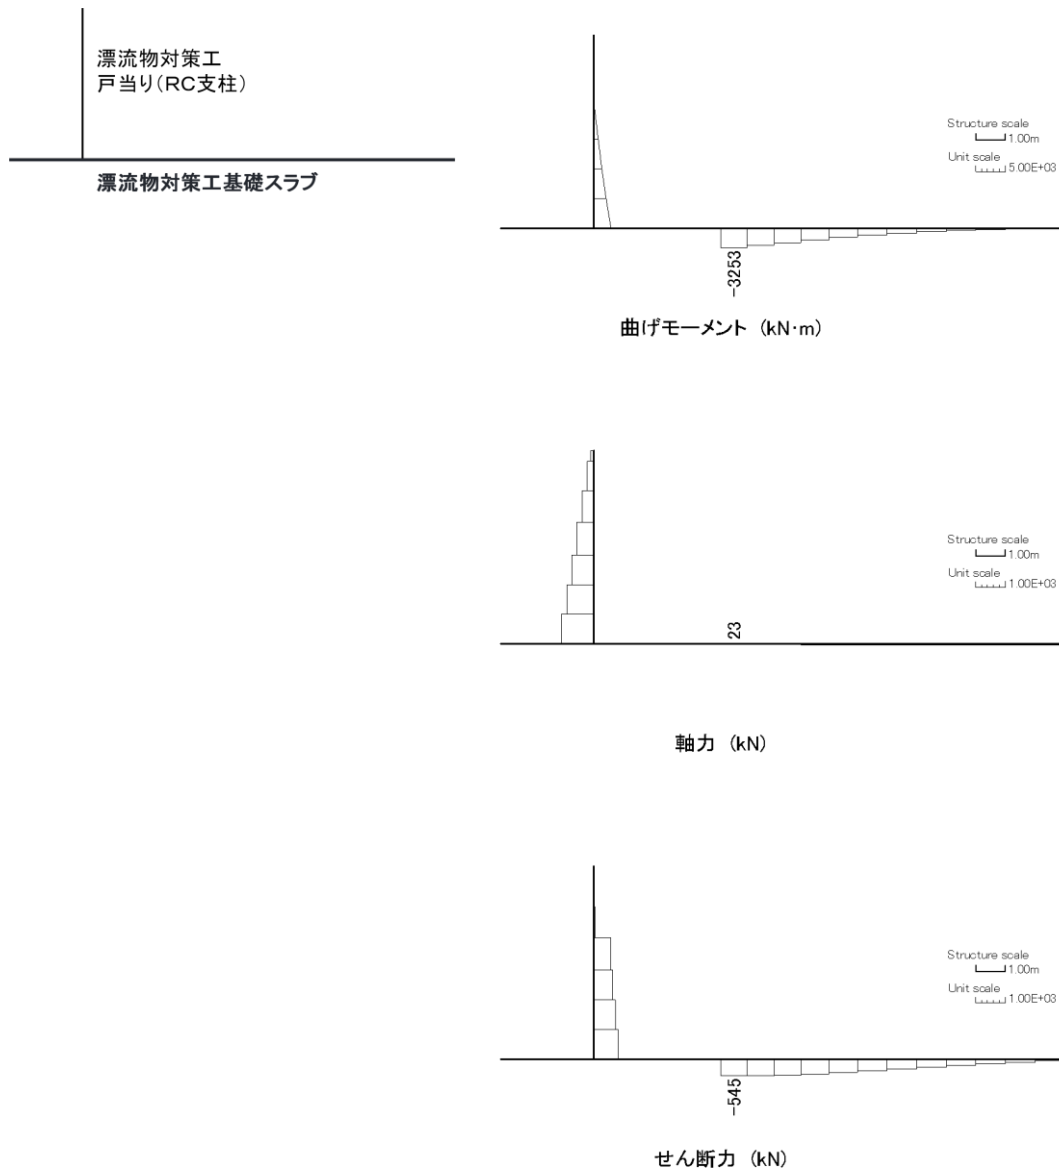 漂流物対策工
戸当り(RC支柱)
漂流物対策工基礎スラブ
Structure scale
1.00m
Unit scale
5.00E+03
-3253
曲げモーメント (kN・m)
Structure scale
1.00m
Unit scale
1.00E+03
23
軸力 (kN)
Structure scale
1.00m
Unit scale
1.00E+03
-545
せん断力 (kN)